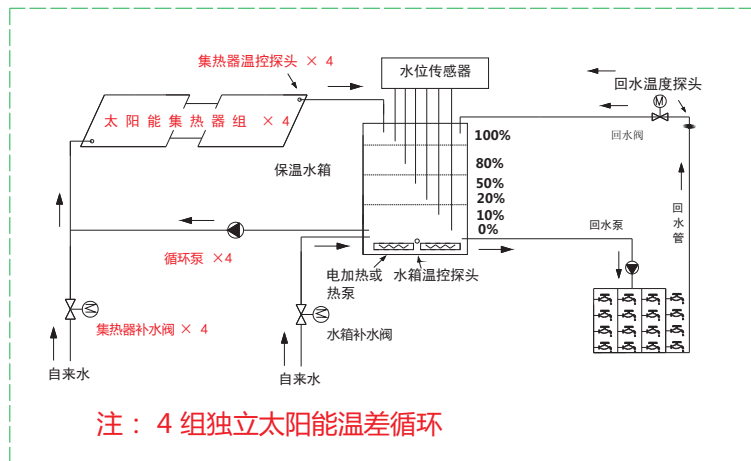 集热器温控探头 × 4
水位传感器
回水温度探头
M
太阳能集热器组 ×4
100%
回水阀
保温水箱
80%
50%
20%
10%
0%
回水泵
回水管
循环泵 ×4
电加热或
热泵
水箱温控探头
M
集热器补水阀 × 4
M
水箱补水阀
自来水
自来水
注：4组独立太阳能温差循环